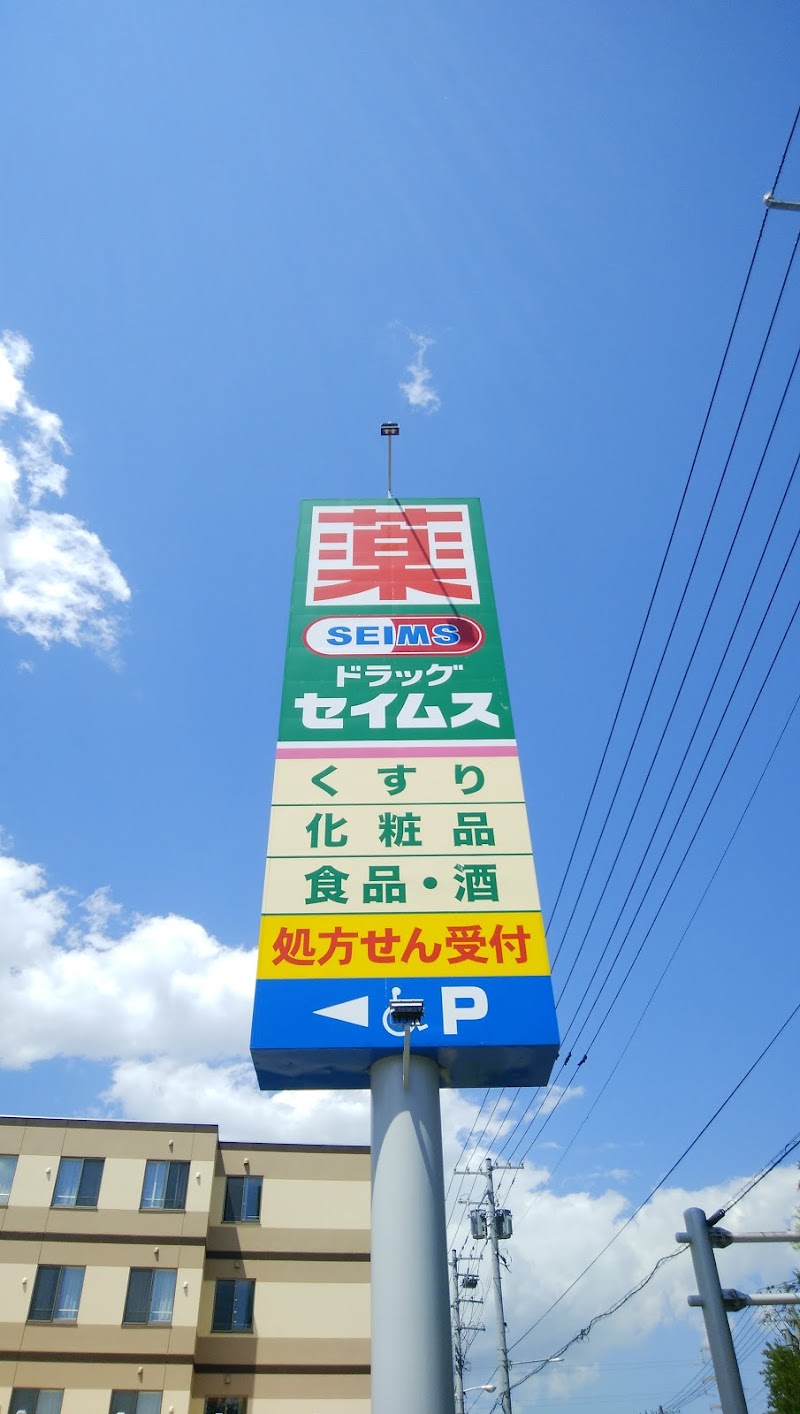 薬
SEIMS
ドラッグ
セイムス
くすり
化粧品
食品・酒
処方せん受付
P